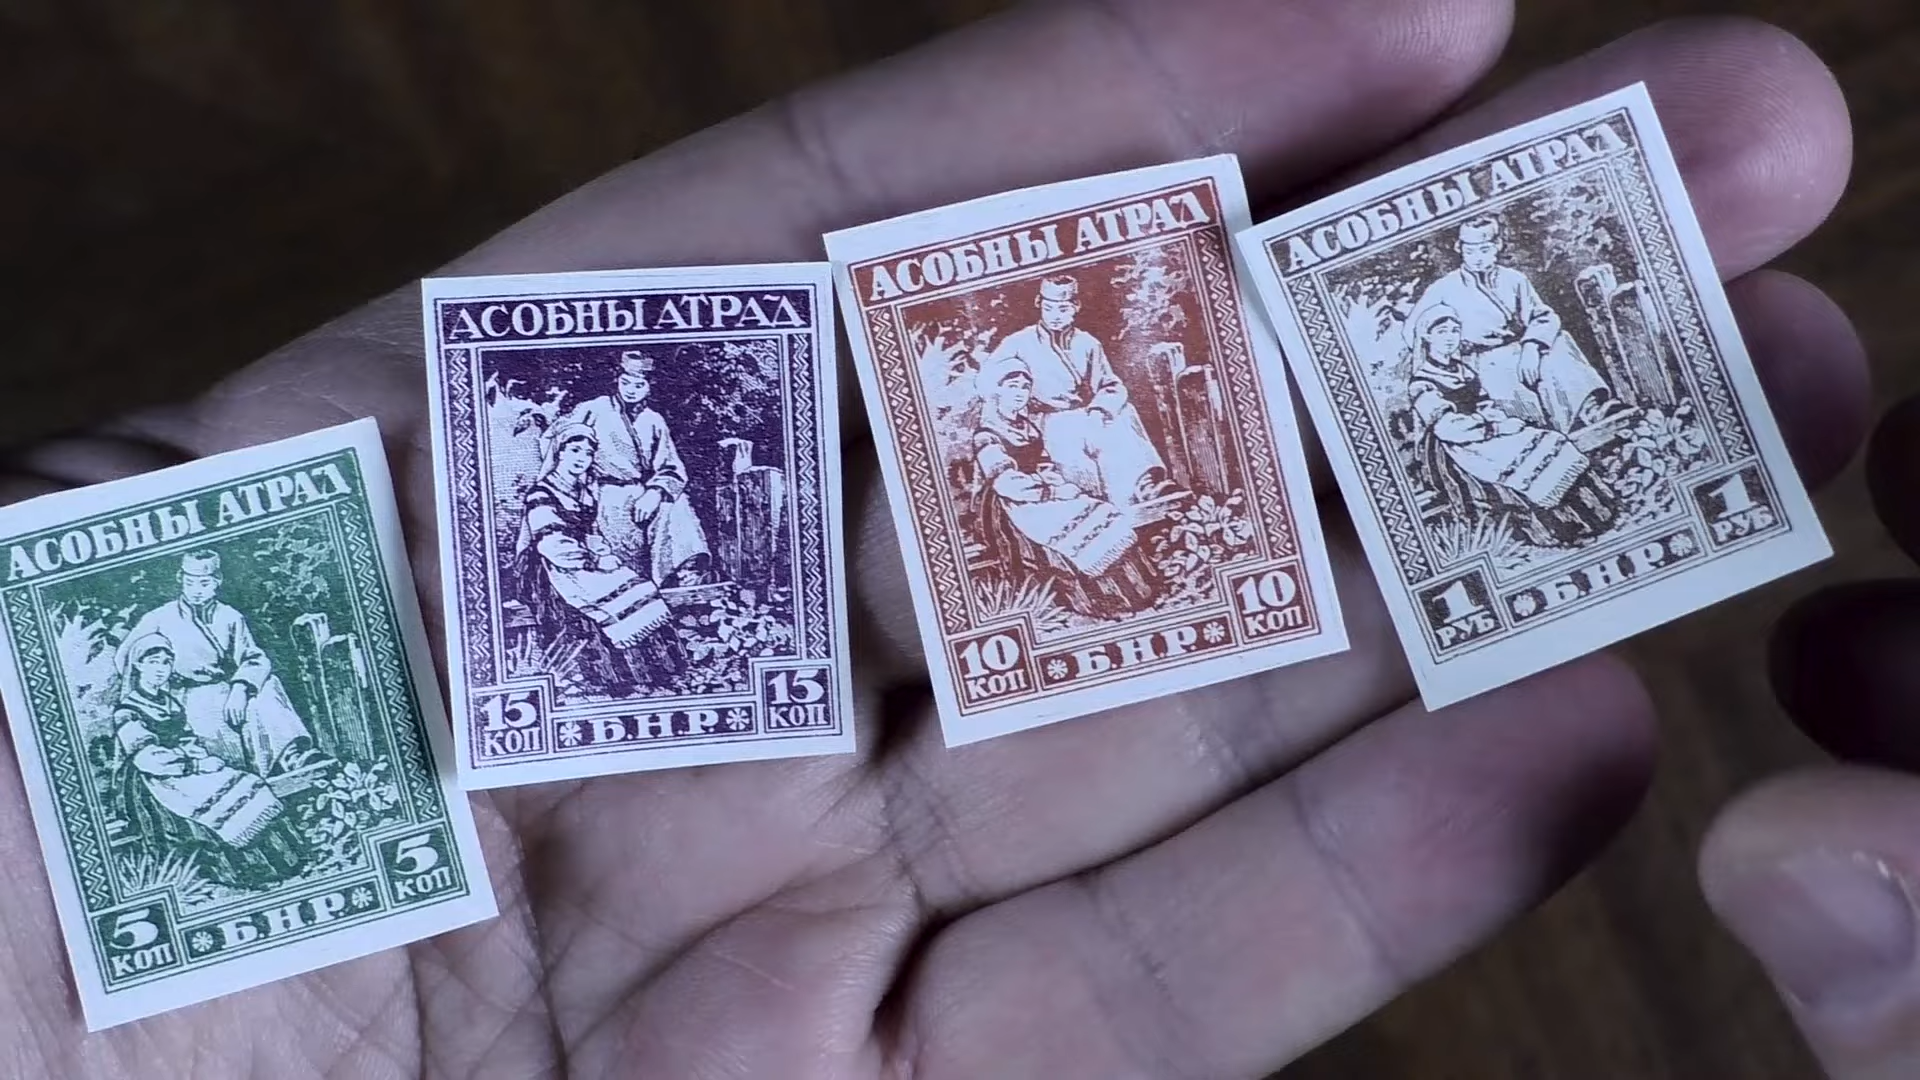 АСОБНЫ АТРАД
5 КОП
Б.Н.Р.
5 КОП
АСОБНЫ АТРАД
15 КОП
Б.Н.Р.
15 КОП
АСОБНЫ АТРАД
10 КОП
Б.Н.Р.
10 КОП
АСОБНЫ АТРАД
1 РУБ
Б.Н.Р.
1 РУБ